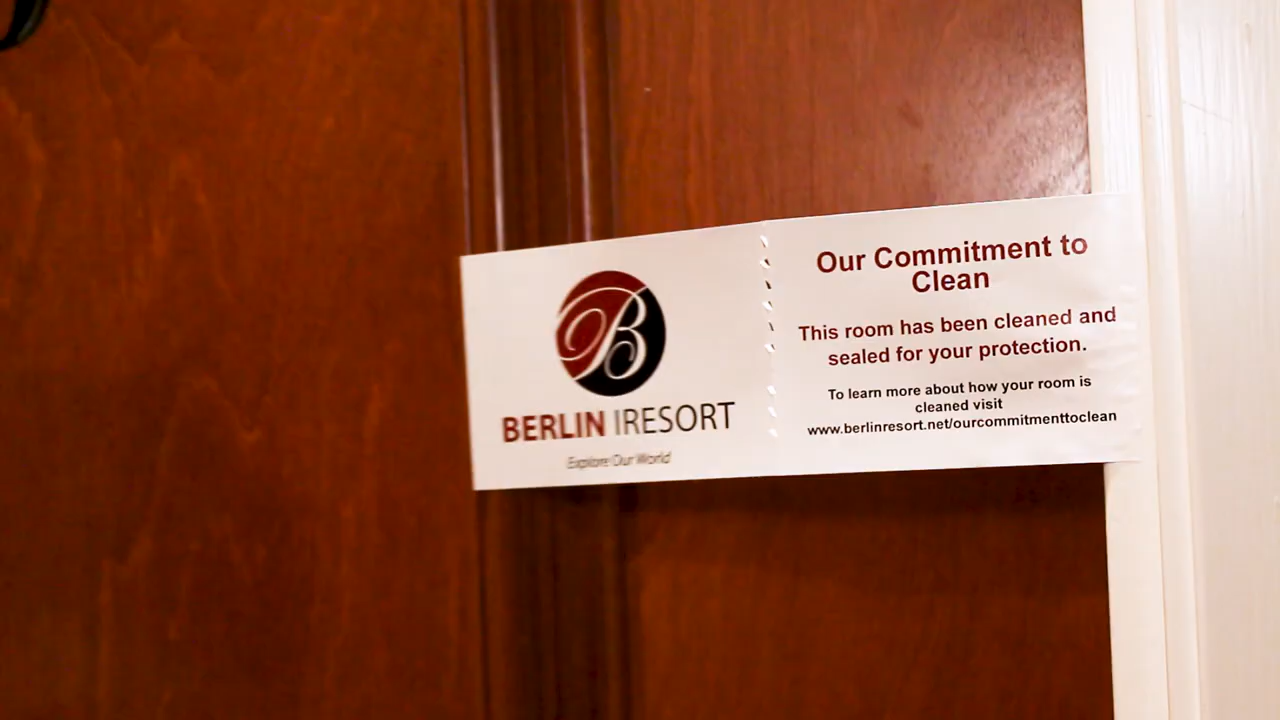 B
BERLIN IRESORT
Explore Our World
Our Commitment to
Clean
This room has been cleaned and
sealed for your protection.
To learn more about how your room is
cleaned visit
www.berlinresort.net/ourcommitmenttoclean